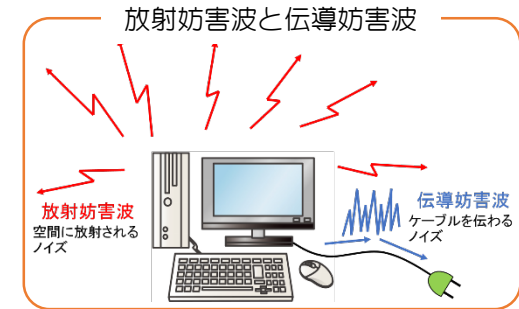 放射妨害波と伝導妨害波
放射妨害波
空間に放射される
ノイズ
伝導妨害波
ケーブルを伝わる
ノイズ